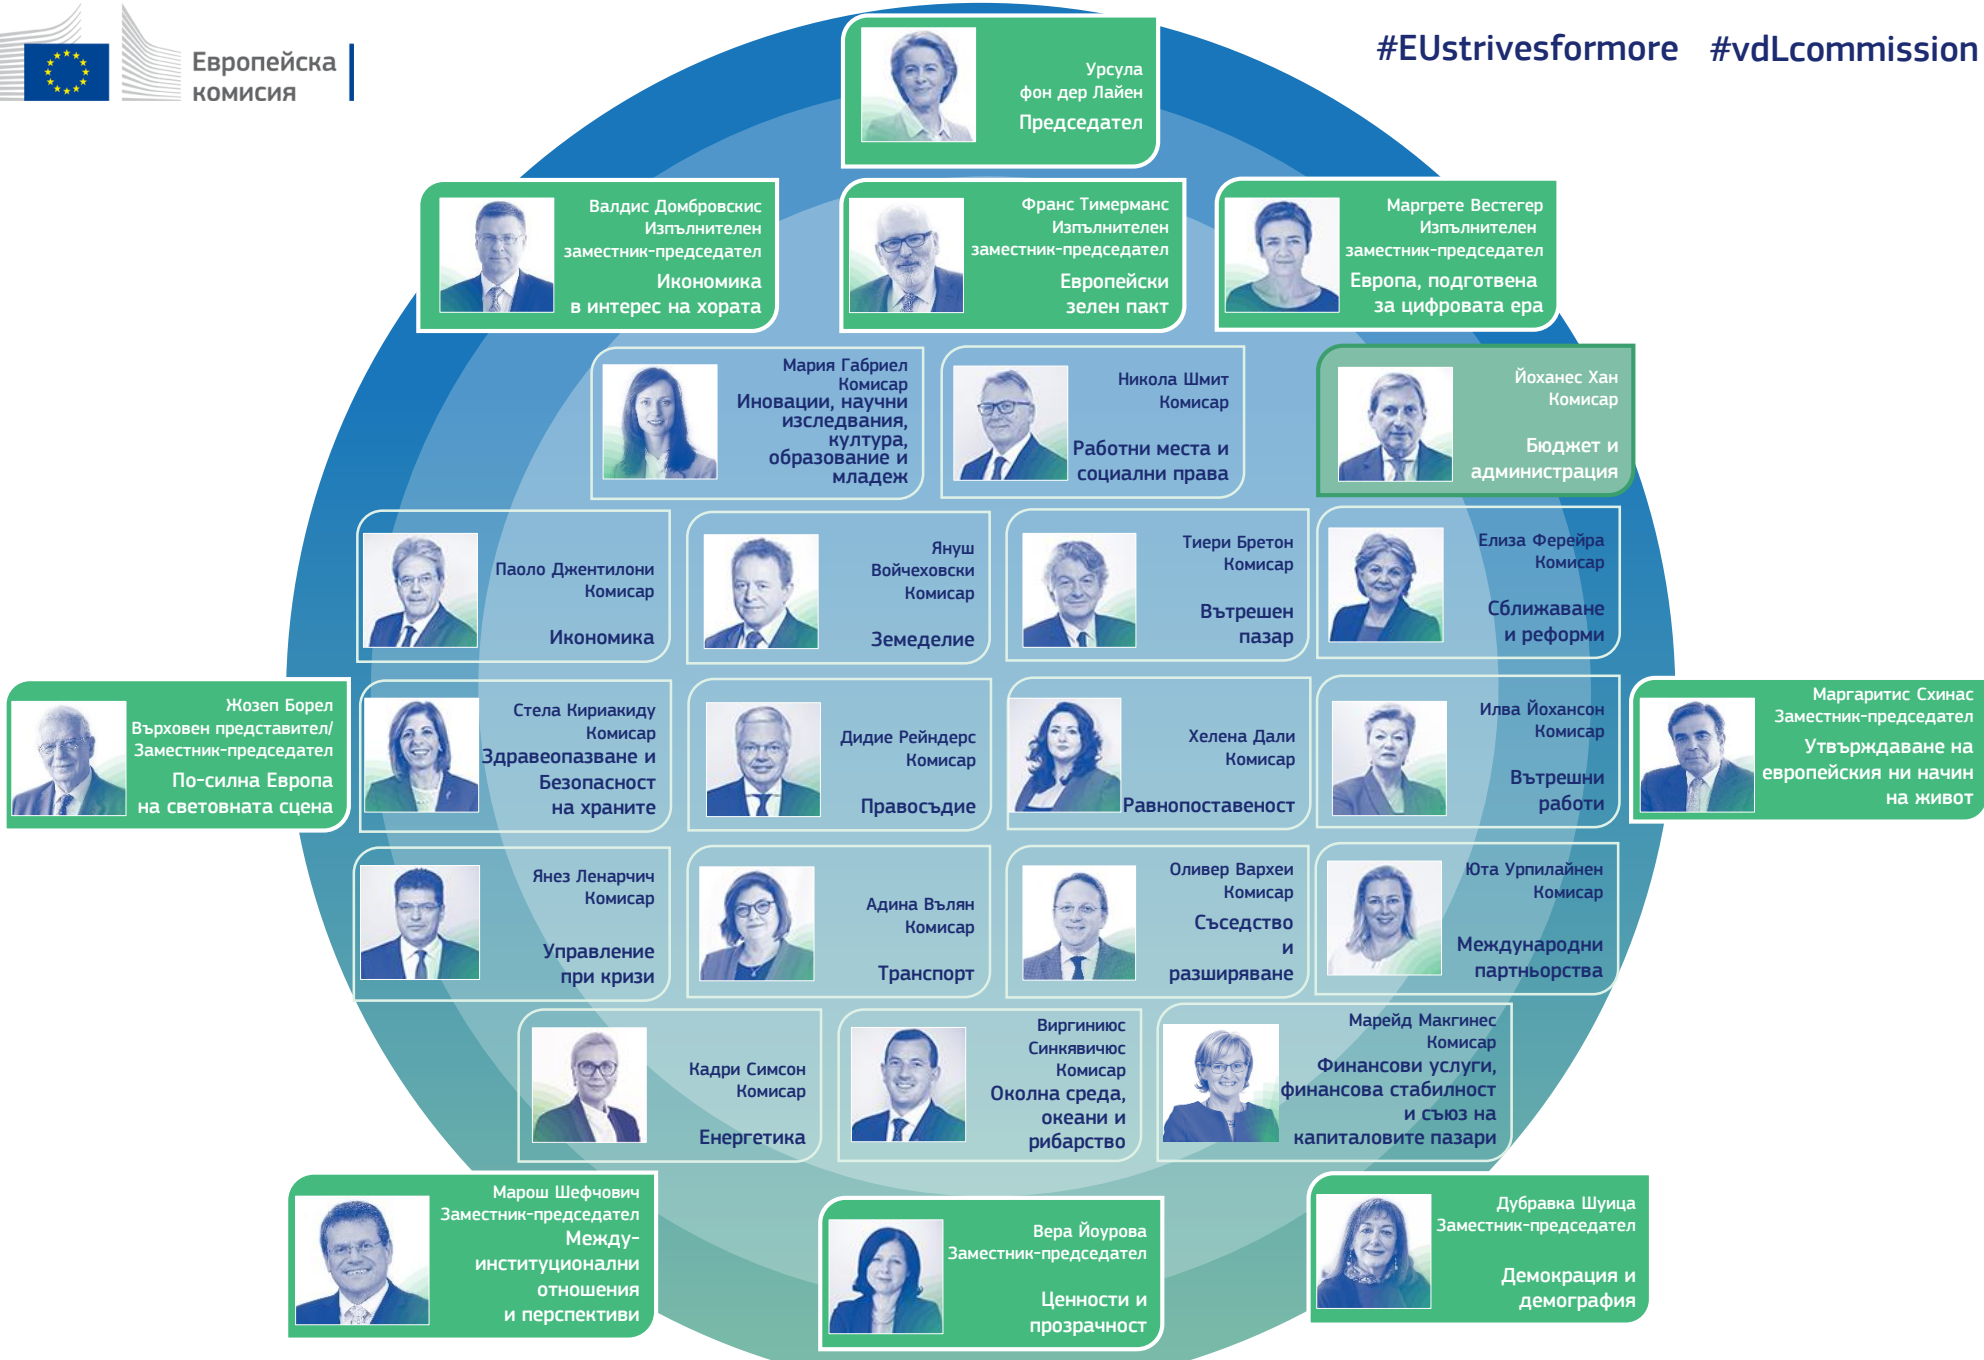 Европейска
комисия
#EUstrivesformore #vdLcommission
Урсула
фон дер Лайен
Председател
Валдис Домбровскис
Изпълнителен
заместник-председател
Икономика
в интерес на хората
Франс Тимерманс
Изпълнителен
заместник-председател
Европейски
зелен пакт
Маргрете Вестегер
Изпълнителен
заместник-председател
Европа, подготвена
за цифровата ера
Мария Габриел
Комисар
Иновации, научни
изследвания,
култура,
образование и
младеж
Никола Шмит
Комисар
Работни места и
социални права
Йоханес Хан
Комисар
Бюджет и
администрация
Паоло Джентилони
Комисар
Икономика
Януш
Войчеховски
Комисар
Земеделие
Тиери Бретон
Комисар
Вътрешен
пазар
Елиза Ферейра
Комисар
Сближаване
и реформи
Жозеп Борел
Върховен представител/
Заместник-председател
По-силна Европа
на световната сцена
Стела Кириакиду
Комисар
Здравеопазване и
Безопасност
на храните
Дидие Рейндерс
Комисар
Правосъдие
Хелена Дали
Комисар
Равнопоставеност
Илва Йохансон
Комисар
Вътрешни
работи
Маргаритис Схинас
Заместник-председател
Утвърждаване на
европейския ни начин
на живот
Янез Ленарчич
Комисар
Управление
при кризи
Адина Вълян
Комисар
Транспорт
Оливер Вархеи
Комисар
Съседство
и
разширяване
Юта Урпилайнен
Комисар
Международни
партньорства
Кадри Симсон
Комисар
Енергетика
Виргиниюс
Синкявичюс
Комисар
Околна среда,
океани и
рибарство
Марейд Макгинес
Комисар
Финансови услуги,
финансова стабилност
и съюз на
капиталовите пазари
Марош Шефчович
Заместник-председател
Между-
институционални
отношения
и перспективи
Вера Йоурова
Заместник-председател
Ценности и
прозрачност
Дубравка Шуица
Заместник-председател
Демокрация и
демография